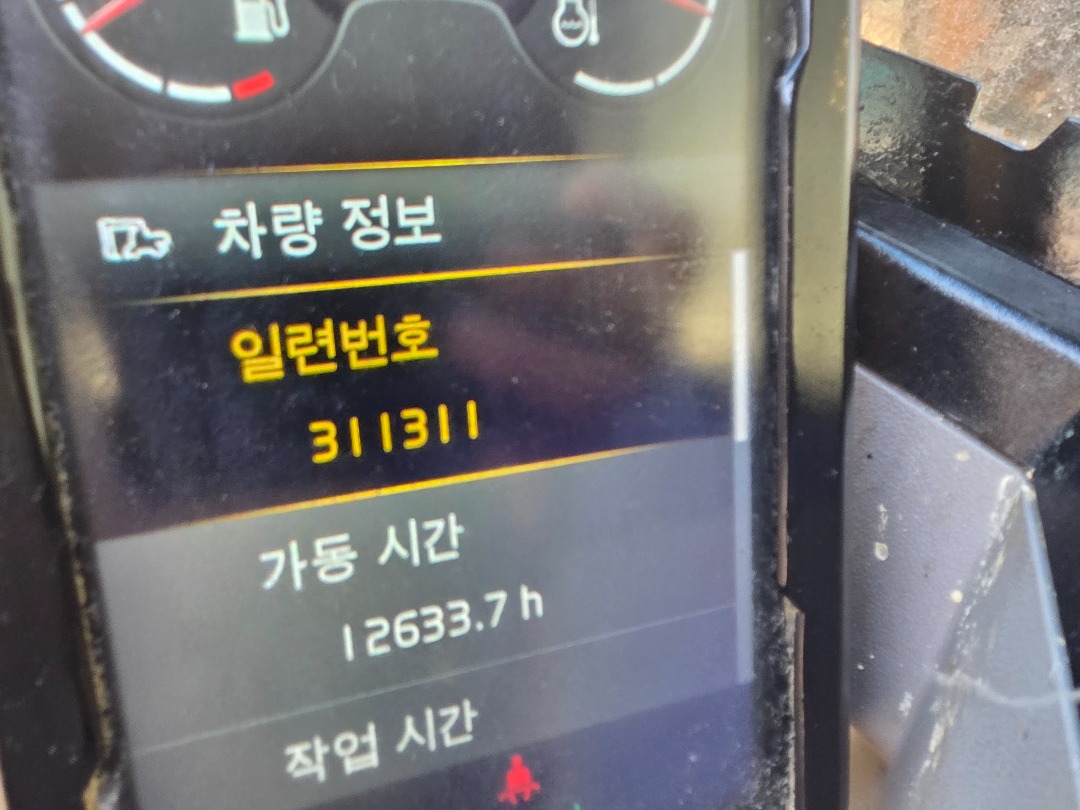 차량 정보
일련번호
311311
가동 시간
12633.7 h
작업 시간